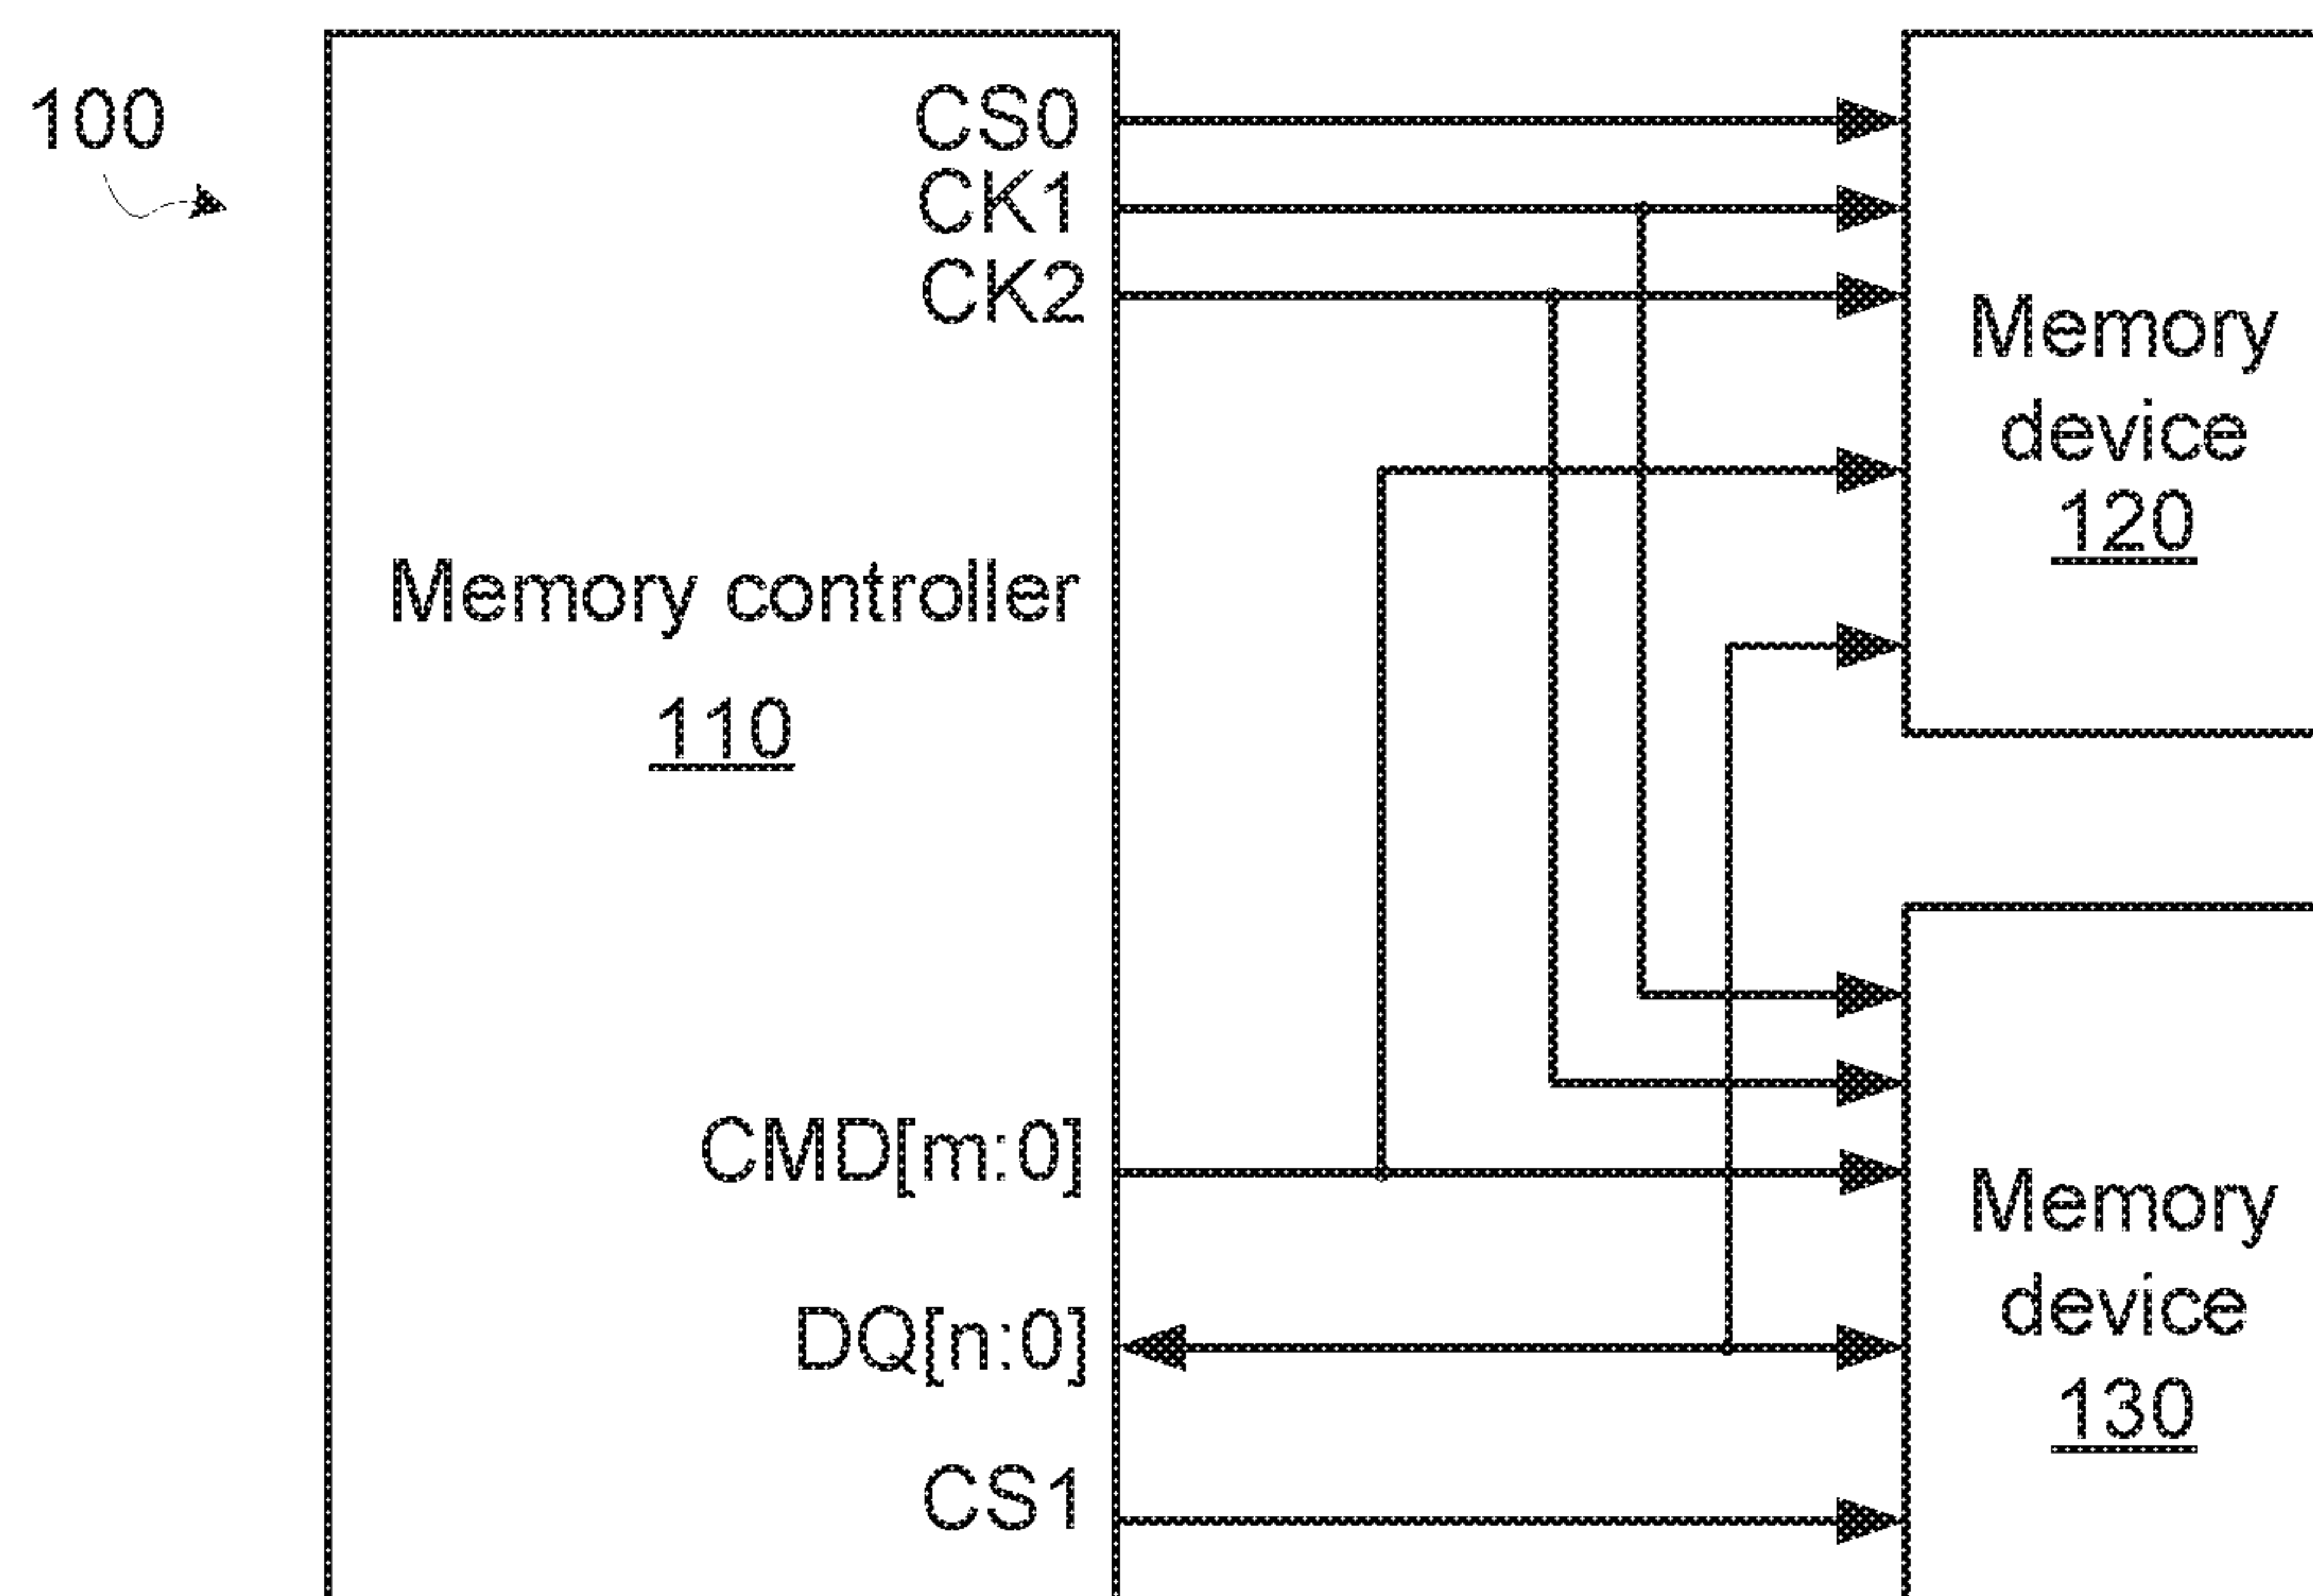 100
CS0
CK1
CK2
Memory controller
110
CMD[m:0]
DQ[n:0]
CS1
Memory
device
120
Memory
device
130